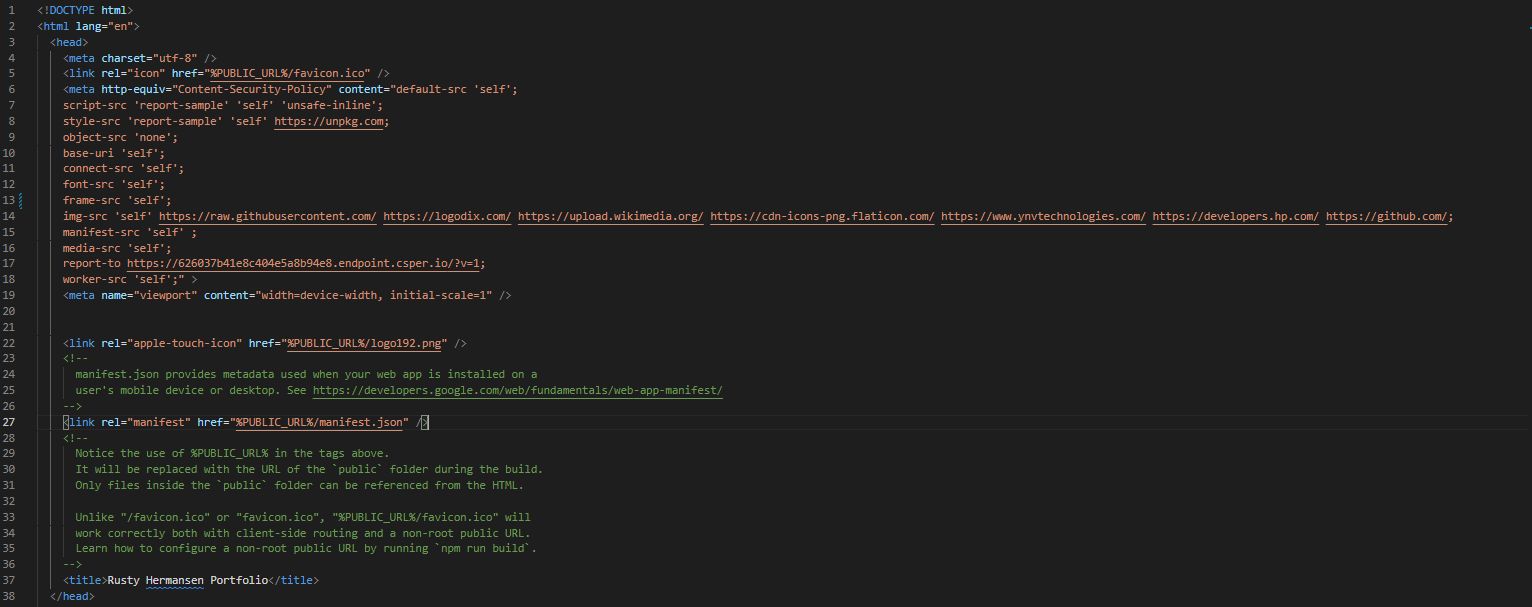 1 <!DOCTYPE html>
2 <html lang="en">
3 <head>
4 <meta charset="utf-8" />
5 <link rel="icon" href="%PUBLIC_URL%/favicon.ico" />
6 <meta http-equiv="Content-Security-Policy" content="default-src 'self';
7 script-src 'report-sample' 'self' 'unsafe-inline';
8 style-src 'report-sample' 'self' https://unpkg.com;
9 object-src 'none';
10 base-uri 'self';
11 connect-src 'self';
12 font-src 'self';
13 frame-src 'self';
14 img-src 'self' https://raw.githubusercontent.com/ https://logodix.com/ https://upload.wikimedia.org/ https://cdn-icons-png.flaticon.com/ https://www.ynvtechnologies.com/ https://developers.hp.com/ https://github.com/;
15 manifest-src 'self' ;
16 media-src 'self';
17 report-to https://626037b41e8c404e5a8b94e8.endpoint.csper.io/?v=1;
18 worker-src 'self';" >
19 <meta name="viewport" content="width=device-width, initial-scale=1" />
20
21
22 <link rel="apple-touch-icon" href="%PUBLIC_URL%/logo192.png" />
23 <!--
24 manifest.json provides metadata used when your web app is installed on a
25 user's mobile device or desktop. See https://developers.google.com/web/fundamentals/web-app-manifest/
26 -->
27 <link rel="manifest" href="%PUBLIC_URL%/manifest.json" />
28 <!--
29 Notice the use of %PUBLIC_URL% in the tags above.
30 It will be replaced with the URL of the `public` folder during the build.
31 Only files inside the `public` folder can be referenced from the HTML.
32
33 Unlike "/favicon.ico" or "favicon.ico", "%PUBLIC_URL%/favicon.ico" will
34 work correctly both with client-side routing and a non-root public URL.
35 Learn how to configure a non-root public URL by running `npm run build`.
36 -->
37 <title>Rusty Hermansen Portfolio</title>
38 </head>